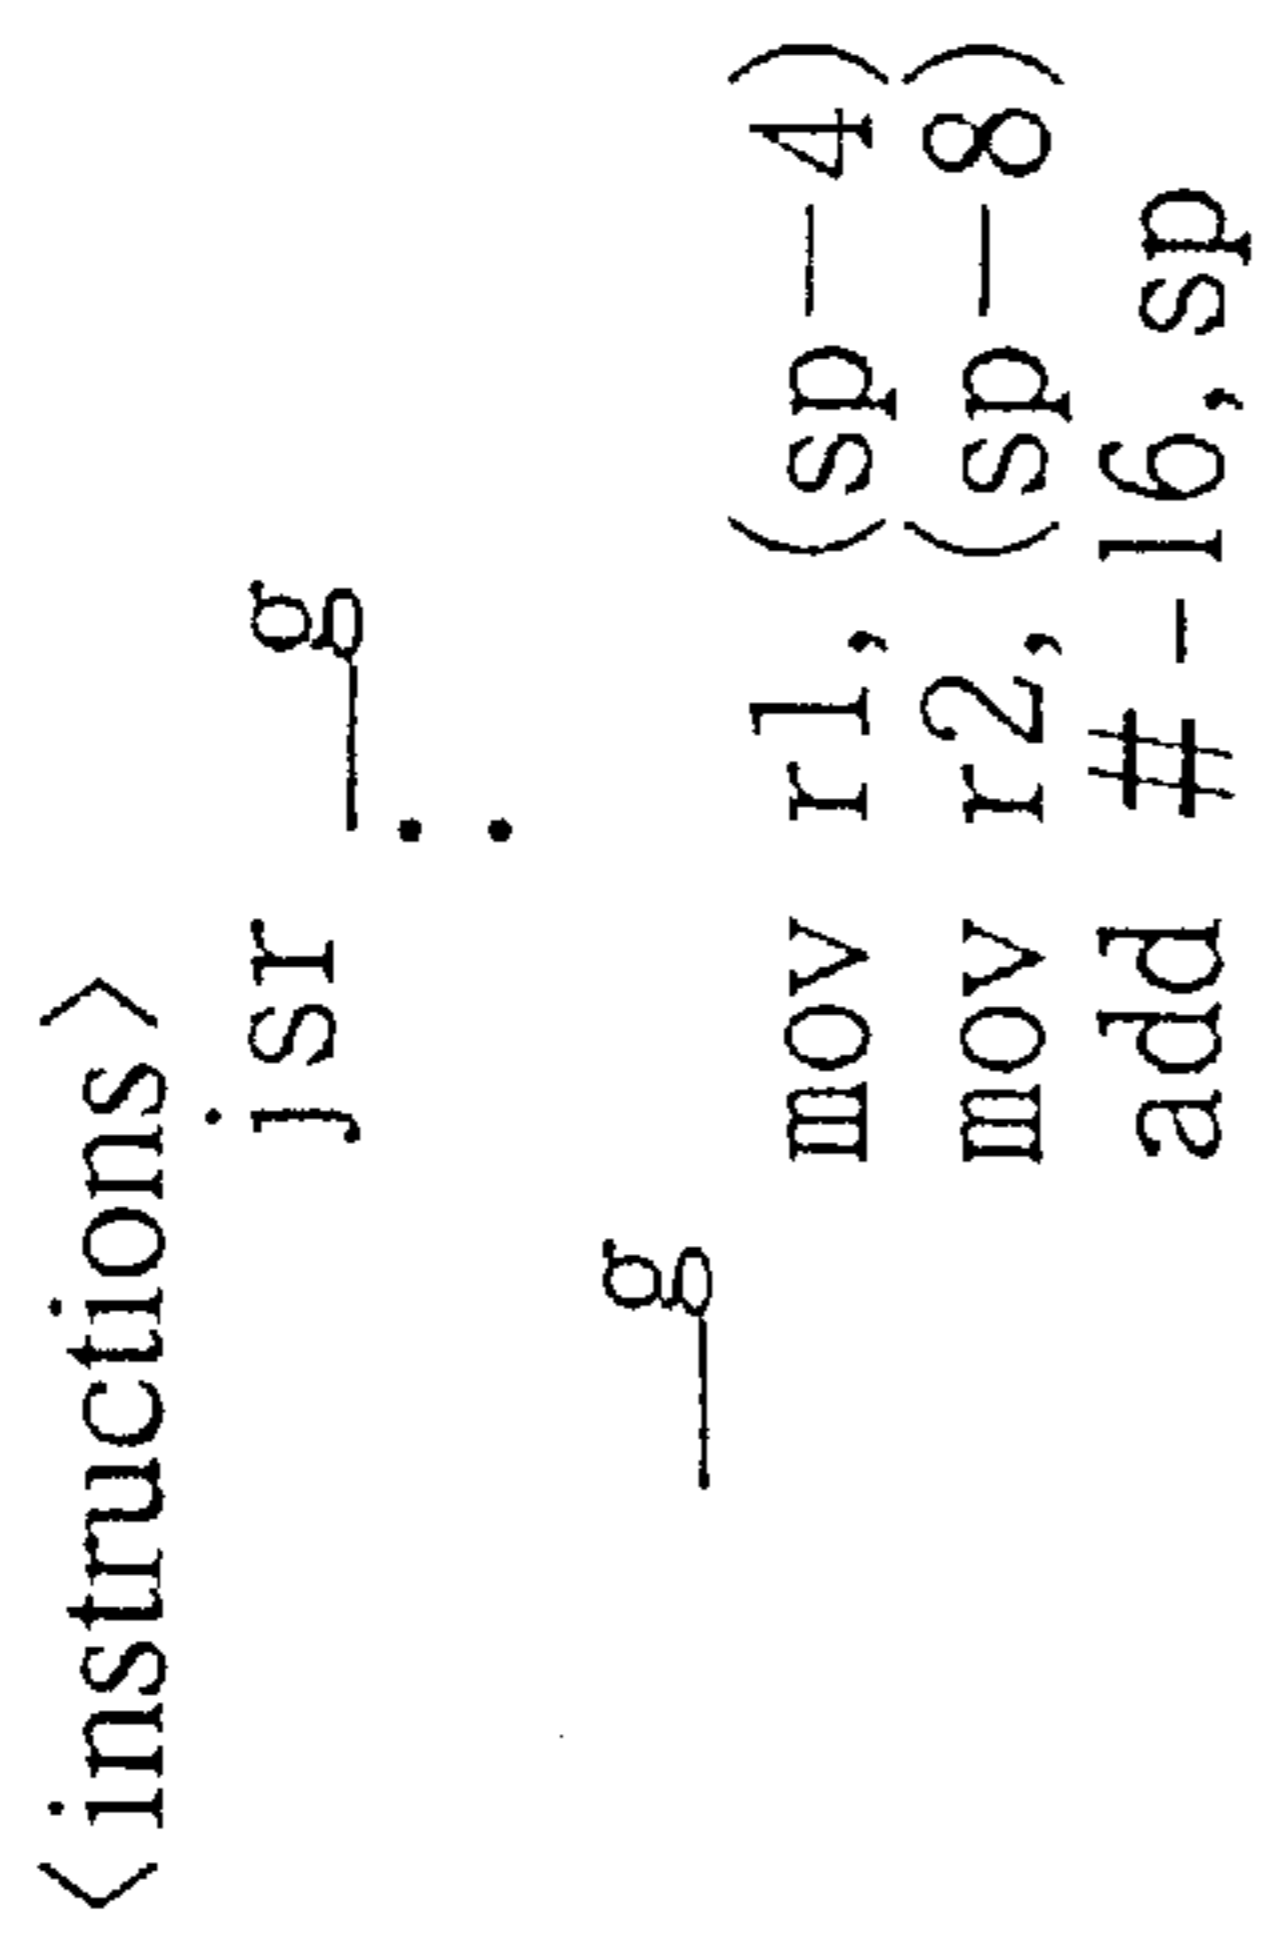 <instructions>
jsr _g
:
_g
mov r1, (sp—4)
mov r2, (sp—8)
add #-16, sp